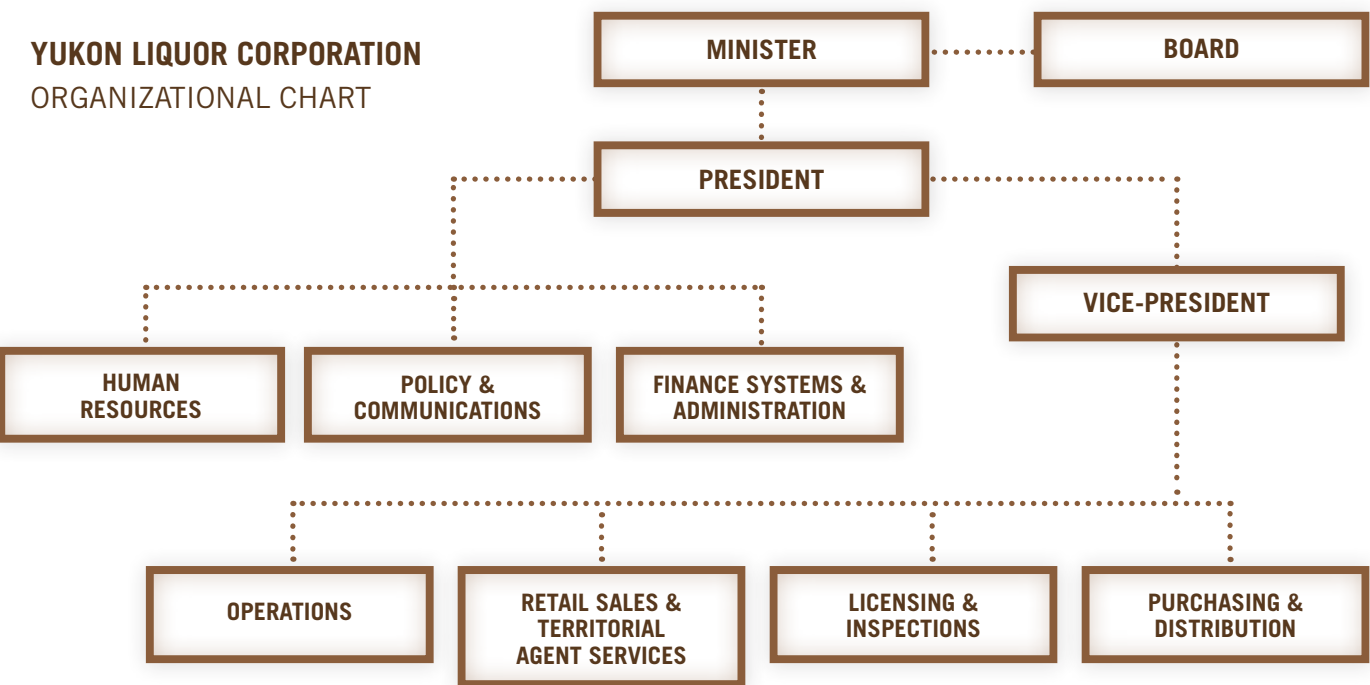 YUKON LIQUOR CORPORATION
ORGANIZATIONAL CHART
MINISTER
BOARD
PRESIDENT
VICE-PRESIDENT
HUMAN
RESOURCES
POLICY &
COMMUNICATIONS
FINANCE SYSTEMS &
ADMINISTRATION
OPERATIONS
RETAIL SALES &
TERRITORIAL
AGENT SERVICES
LICENSING &
INSPECTIONS
PURCHASING &
DISTRIBUTION